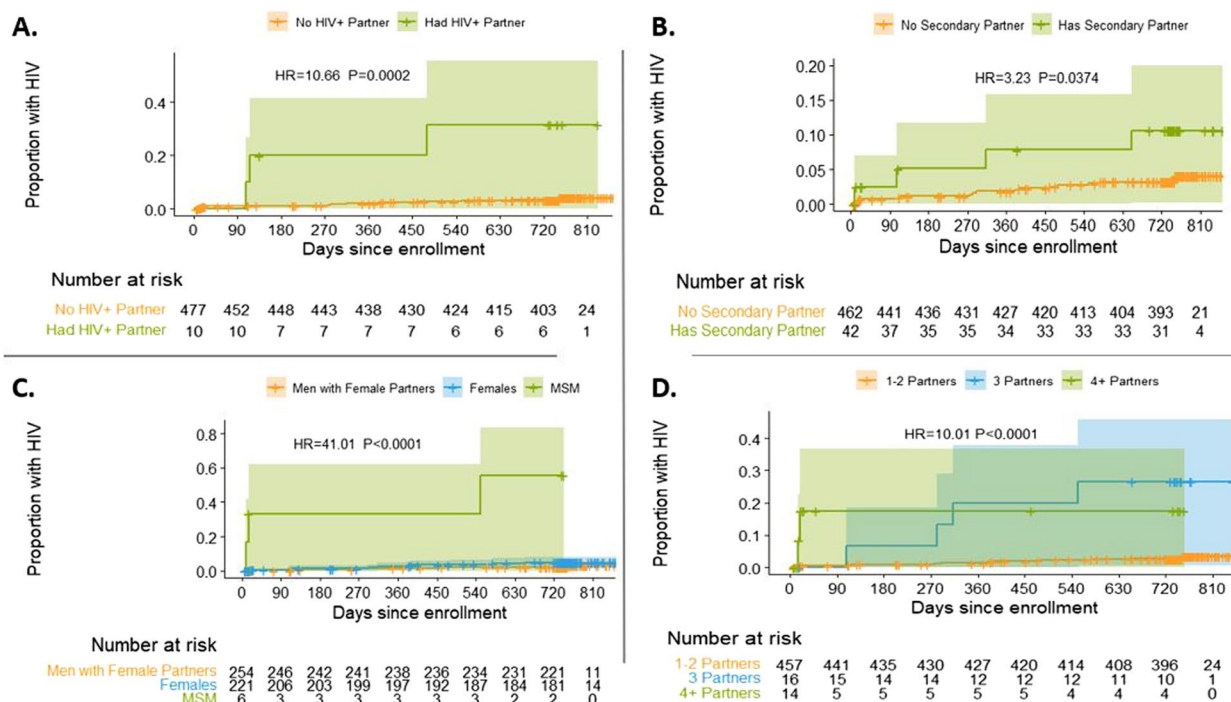 A.
No HIV+ Partner Had HIV+ Partner
HR=10.66 P=0.0002
Proportion with HIV
0.4
0.2
0.0
0 90 180 270 360 450 540 630 720 810
Days since enrollment
Number at risk
No HIV+ Partner 477 452 448 443 438 430 424 415 403 24
Had HIV+ Partner 10 10 7 7 7 7 6 6 6 1
B.
No Secondary Partner Has Secondary Partner
HR=3.23 P=0.0374
Proportion with HIV
0.20
0.15
0.10
0.05
0.00
0 90 180 270 360 450 540 630 720 810
Days since enrollment
Number at risk
No Secondary Partner 462 441 436 431 427 420 413 404 393 21
Has Secondary Partner 42 37 35 35 34 33 33 33 31 4
C.
Men with Female Partners Females MSM
HR=41.01 P<0.0001
Proportion with HIV
0.8
0.6
0.4
0.2
0.0
0 90 180 270 360 450 540 630 720 810
Days since enrollment
Number at risk
Men with Female Partners 254 246 242 241 238 236 234 231 221 11
Females 221 206 203 199 197 192 187 184 181 14
MSM 6 3 3 3 3 3 3 2 2 0
D.
1-2 Partners 3 Partners 4+ Partners
HR=10.01 P<0.0001
Proportion with HIV
0.4
0.3
0.2
0.1
0.0
0 90 180 270 360 450 540 630 720 810
Days since enrollment
Number at risk
1-2 Partners 457 441 435 430 427 420 414 408 396 24
3 Partners 16 15 14 14 12 12 12 11 10 1
4+ Partners 14 5 5 5 5 5 4 4 4 0